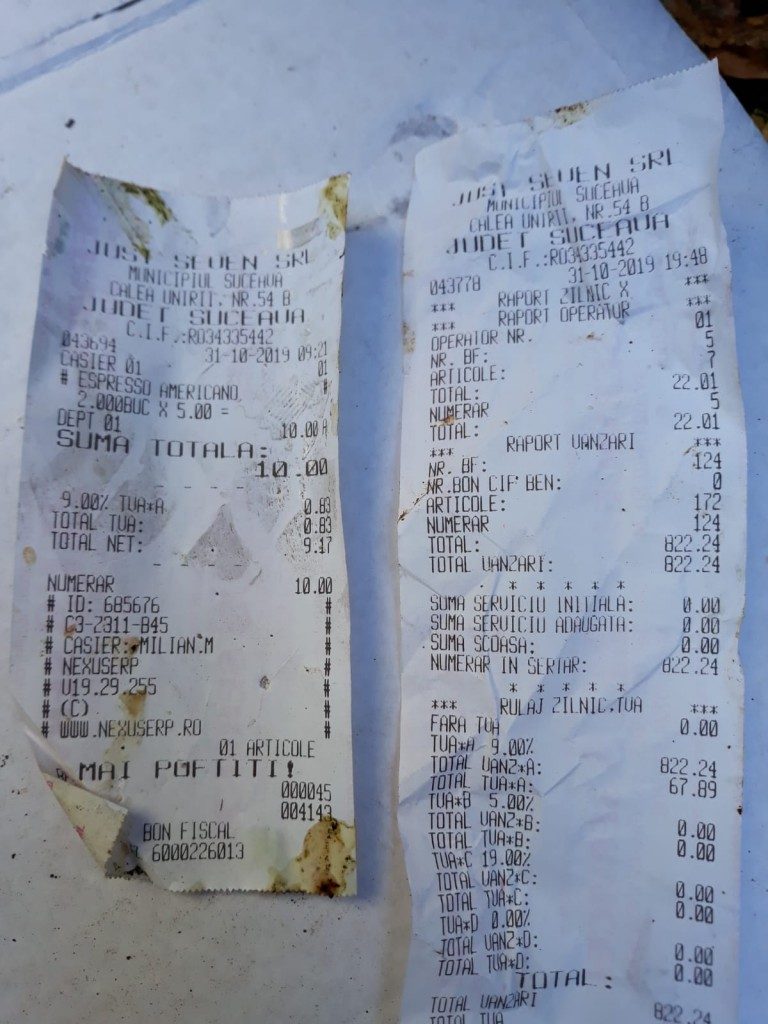 JUST SEVEN SRL
MUNICIPIUL SUCEAVA
CALEA UNIRII, NR.54 B
JUDET SUCEAVA
C.I.F.:RO34335442
043694 31-10-2019 09:21
CASIER 01 01
# ESPRESSO AMERICANO
2.000BUC X 5.00 =
DEPT 01 10.00 A
SUMA TOTALA:
10.00
9.00% TVA*A 0.83
TOTAL TVA: 0.83
TOTAL NET: 9.17
NUMERAR 10.00
# ID: 685676 #
# C3-Z311-B45 #
# CASIER: MILIAN.M #
# NEXUSERP #
# V19.29.255 #
# (C) #
# WWW.NEXUSERP.RO #
01 ARTICOLE
MAI POFTITI!
000045
004143
BON FISCAL
6000226013
JUST SEVEN SRL
MUNICIPIUL SUCEAVA
CALEA UNIRII, NR.54 B
JUDET SUCEAVA
C.I.F.:RO34335442
043778 31-10-2019 19:48
*** RAPORT ZILNIC X ***
*** RAPORT OPERATOR ***
OPERATOR NR. 01
NR. BF: 5
ARTICOLE: 7
TOTAL: 22.01
NUMERAR 5
TOTAL: 22.01
*** RAPORT VANZARI ***
NR. BF: 124
NR.BON CIF BEN: 0
ARTICOLE: 172
NUMERAR 124
TOTAL: 822.24
TOTAL VANZARI: 822.24
* * * * *
SUMA SERVICIU INITIALA: 0.00
SUMA SERVICIU ADAUGATA: 0.00
SUMA SCOASA: 0.00
NUMERAR IN SERTAR: 822.24
* * * * *
*** RULAJ ZILNIC,TVA ***
FARA TVA 0.00
TVA*A 9.00%
TOTAL VANZ*A: 822.24
TOTAL TVA*A: 67.89
TVA*B 5.00%
TOTAL VANZ*B: 0.00
TOTAL TVA*B: 0.00
TVA*C 19.00%
TOTAL VANZ*C: 0.00
TOTAL TVA*C: 0.00
TVA*D 0.00%
TOTAL VANZ*D: 0.00
TOTAL TVA*D: 0.00
TOTAL:
TOTAL VANZARI 822.24
TOTAL TVA